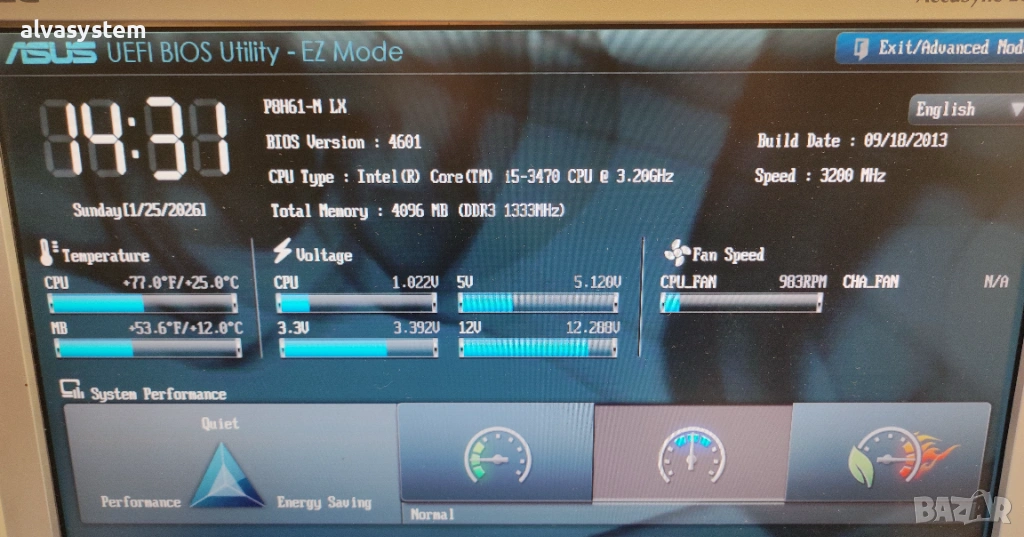 alvasystem
ASUS UEFI BIOS Utility - EZ Mode
Exit/Advanced Mod
14:31
P8H61-M LX
English
BIOS Version : 4601
Build Date : 09/18/2013
CPU Type : Intel(R) Core(TM) i5-3470 CPU @ 3.20GHz
Speed : 3200 MHz
Sunday[1/25/2026]
Total Memory : 4096 MB (DDR3 1333MHz)
Temperature
Voltage
Fan Speed
CPU +77.0°F/+25.0°C
CPU 1.022V 5V 5.120V
CPU_FAN 983RPM CHA_FAN N/A
MB +53.6°F/+12.0°C
3.3V 3.392V 12V 12.288V
System Performance
Quiet
Performance Energy Saving
Normal
BAZAR